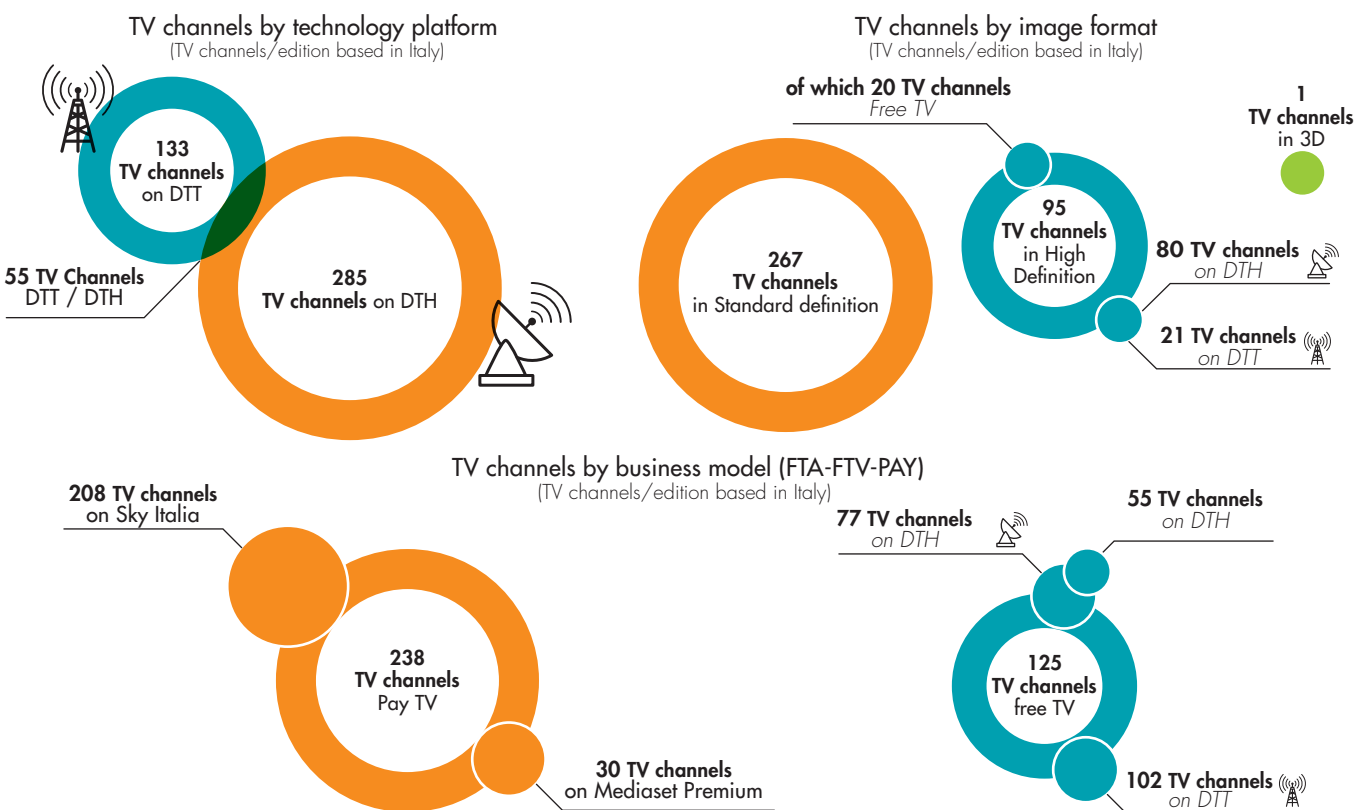 TV channels by technology platform
(TV channels/edition based in Italy)
133
TV channels
on DTT
55 TV Channels
DTT / DTH
285
TV channels on DTH
TV channels by image format
(TV channels/edition based in Italy)
of which 20 TV channels
Free TV
1
TV channels
in 3D
267
TV channels
in Standard definition
95
TV channels
in High
Definition
80 TV channels
on DTH
21 TV channels
on DTT
TV channels by business model (FTA-FTV-PAY)
(TV channels/edition based in Italy)
208 TV channels
on Sky Italia
238
TV channels
Pay TV
30 TV channels
on Mediaset Premium
77 TV channels
on DTH
55 TV channels
on DTH
125
TV channels
free TV
102 TV channels
on DTT